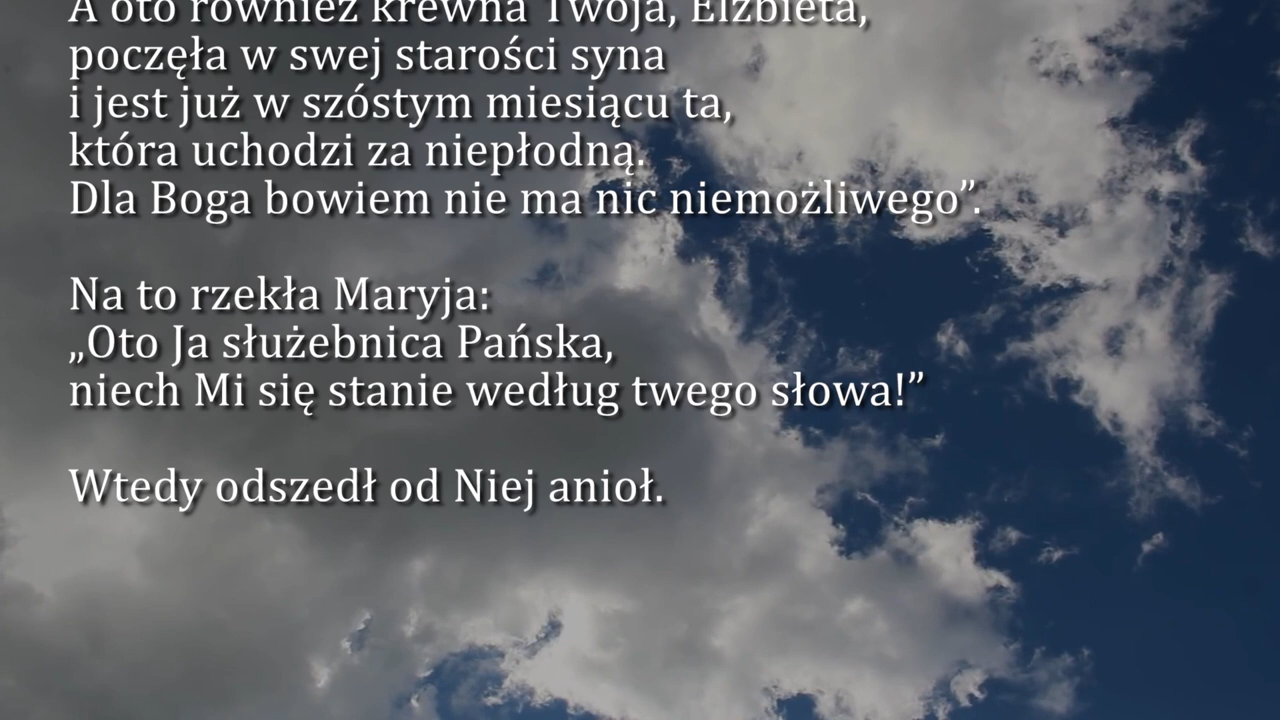 A oto również krewna Twoja, Elżbieta,
poczęła w swej starości syna
i jest już w szóstym miesiącu ta,
która uchodzi za niepłodną.
Dla Boga bowiem nie ma nic niemożliwego”.
Na to rzekła Maryja:
„Oto Ja służebnica Pańska,
niech Mi się stanie według twego słowa!”
Wtedy odszedł od Niej anioł.